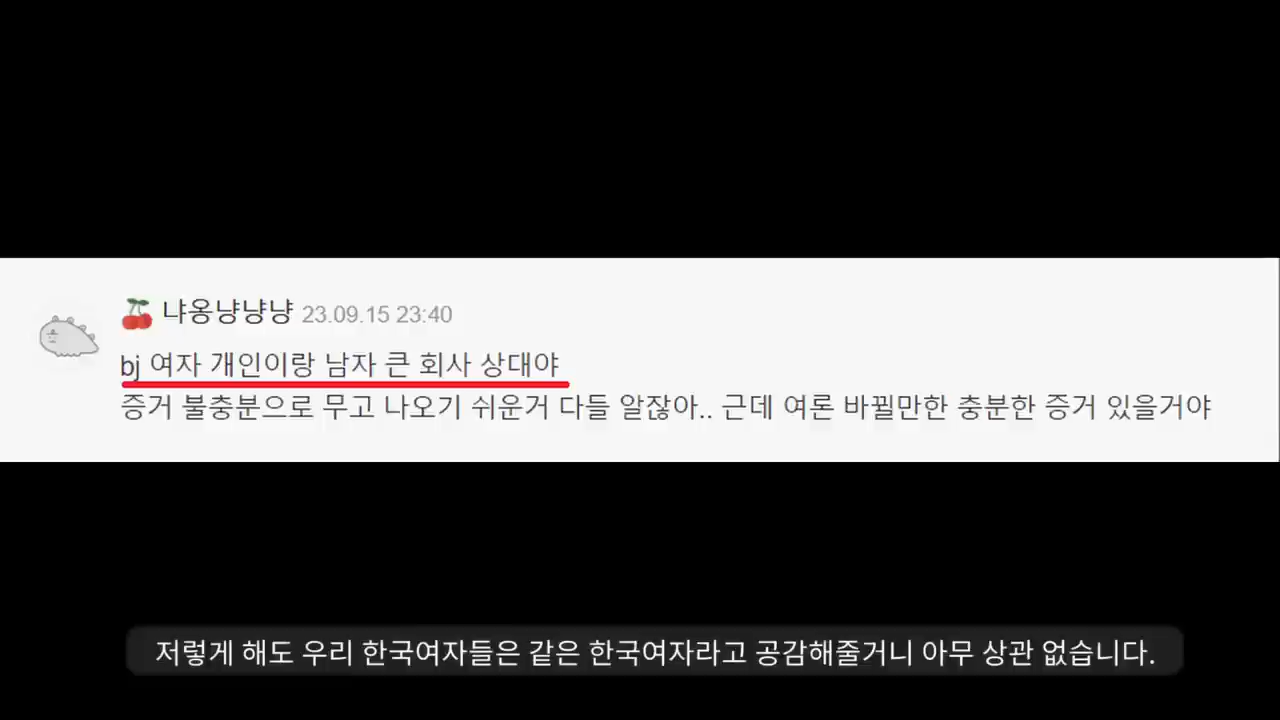 냐옹냥냥냥 23.09.15 23:40
bj 여자 개인이랑 남자 큰 회사 상대야
증거 불충분으로 무고 나오기 쉬운거 다들 알잖아.. 근데 여론 바뀔만한 충분한 증거 있을거야
저렇게 해도 우리 한국여자들은 같은 한국여자라고 공감해줄거니 아무 상관 없습니다.